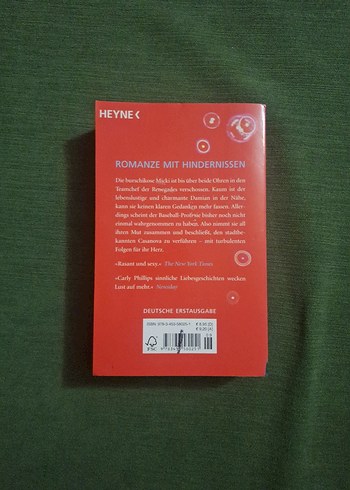 HEYNE<
ROMANZE MIT HINDERNISSEN
Die burschikose Micki ist bis über beide Ohren in den
Teamchef der Renegades verschossen. Kaum ist der
lebenslustige und charmante Damian in der Nähe,
kann sie keinen klaren Gedanken mehr fassen. Aller-
dings scheint der Baseball-Profi sie bisher noch nicht
einmal wahrgenommen zu haben. Also nimmt sie all
ihren Mut zusammen und beschließt, den stadtbe-
kannten Casanova zu verführen – mit turbulenten
Folgen für ihr Herz.
»Rasant und sexy.« The New York Times
»Carly Phillips sinnliche Liebesgeschichten wecken
Lust auf mehr.« Newsday
DEUTSCHE ERSTAUSGABE
FSC